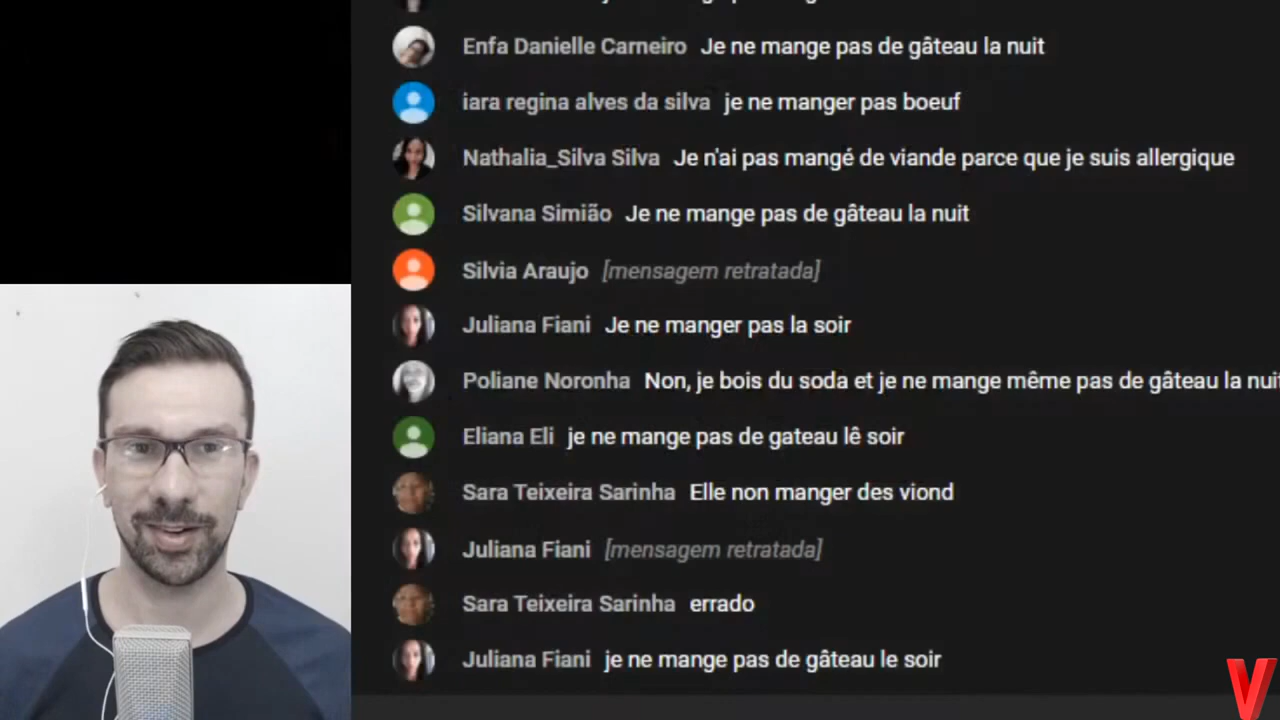 Enfa Danielle Carneiro Je ne mange pas de gâteau la nuit
iara regina alves da silva je ne manger pas boeuf
Nathalia_Silva Silva Je n'ai pas mangé de viande parce que je suis allergique
Silvana Simião Je ne mange pas de gâteau la nuit
Silvia Araujo [mensagem retratada]
Juliana Fiani Je ne manger pas la soir
Poliane Noronha Non, je bois du soda et je ne mange même pas de gâteau la nuit
Eliana Eli je ne mange pas de gateau lê soir
Sara Teixeira Sarinha Elle non manger des viond
Juliana Fiani [mensagem retratada]
Sara Teixeira Sarinha errado
Juliana Fiani je ne mange pas de gâteau le soir
V